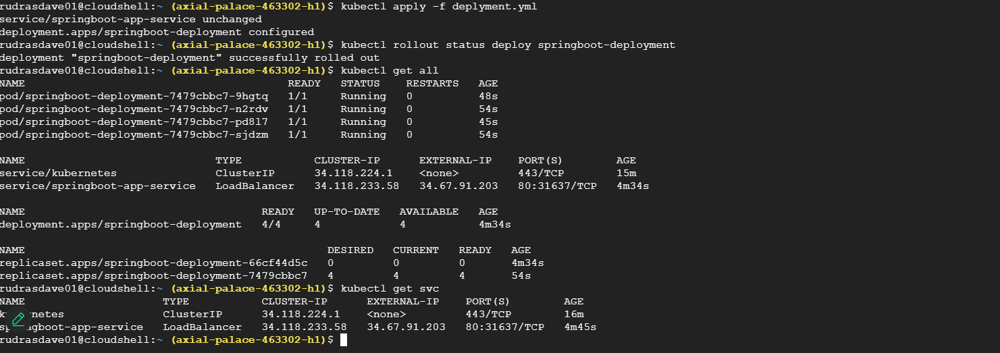 rudrasdave01@cloudshell:~ (axial-palace-463302-h1)$ kubectl apply -f deplyment.yml
service/springboot-app-service unchanged
deployment.apps/springboot-deployment configured
rudrasdave01@cloudshell:~ (axial-palace-463302-h1)$ kubectl rollout status deploy springboot-deployment
deployment "springboot-deployment" successfully rolled out
rudrasdave01@cloudshell:~ (axial-palace-463302-h1)$ kubectl get all
NAME READY STATUS RESTARTS AGE
pod/springboot-deployment-7479cbbc7-9hgtq 1/1 Running 0 48s
pod/springboot-deployment-7479cbbc7-n2rdv 1/1 Running 0 54s
pod/springboot-deployment-7479cbbc7-pd8l7 1/1 Running 0 45s
pod/springboot-deployment-7479cbbc7-sjdzm 1/1 Running 0 54s
NAME TYPE CLUSTER-IP EXTERNAL-IP PORT(S) AGE
service/kubernetes ClusterIP 34.118.224.1 <none> 443/TCP 15m
service/springboot-app-service LoadBalancer 34.118.233.58 34.67.91.203 80:31637/TCP 4m34s
NAME READY UP-TO-DATE AVAILABLE AGE
deployment.apps/springboot-deployment 4/4 4 4 4m34s
NAME DESIRED CURRENT READY AGE
replicaset.apps/springboot-deployment-66cf44d5c 0 0 0 4m34s
replicaset.apps/springboot-deployment-7479cbbc7 4 4 4 54s
rudrasdave01@cloudshell:~ (axial-palace-463302-h1)$ kubectl get svc
NAME TYPE CLUSTER-IP EXTERNAL-IP PORT(S) AGE
netes ClusterIP 34.118.224.1 <none> 443/TCP 16m
gboot-app-service LoadBalancer 34.118.233.58 34.67.91.203 80:31637/TCP 4m45s
rudrasdave01@cloudshell:~ (axial-palace-463302-h1)$